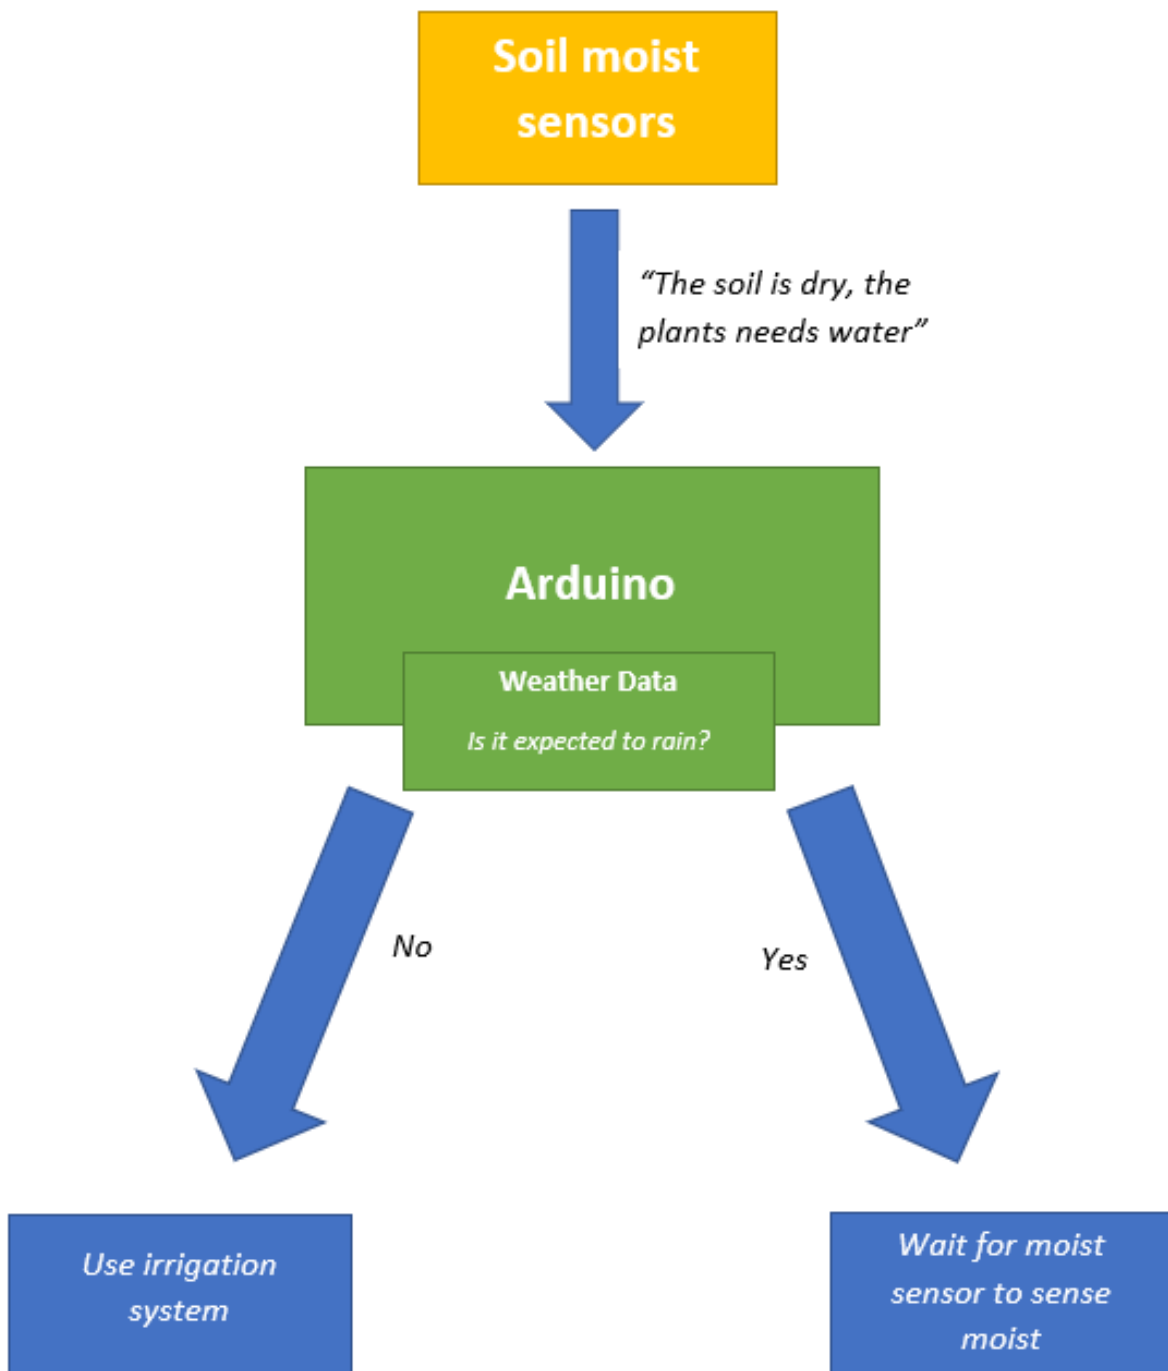 Soil moist
sensors
“The soil is dry, the
plants needs water”
Arduino
Weather Data
Is it expected to rain?
No
Yes
Use irrigation
system
Wait for moist
sensor to sense
moist